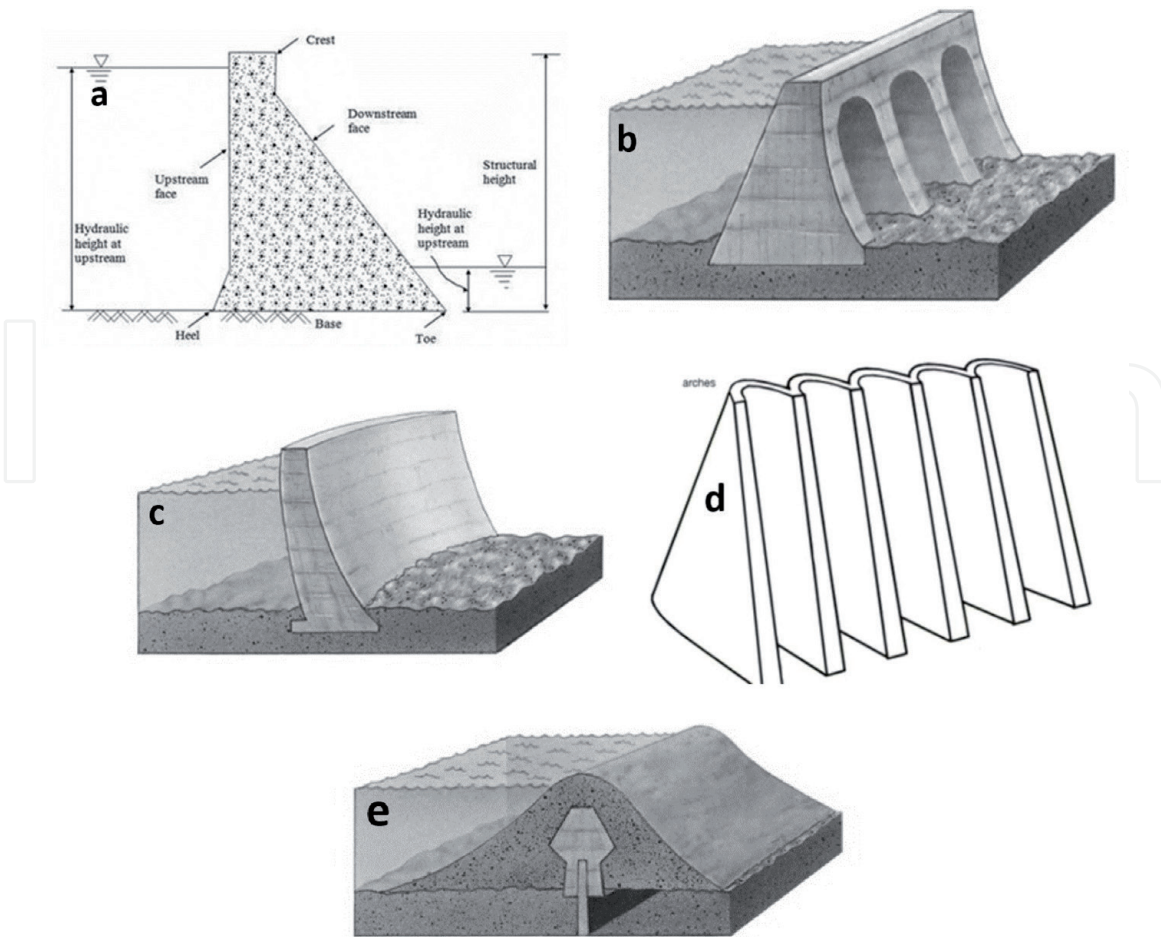 Crest
a
Downstream
face
Structural
height
Upstream
face
Hydraulic
height at
upstream
Hydraulic
height at
upstream
Heel
Base
Toe
b
c
arches
d
e